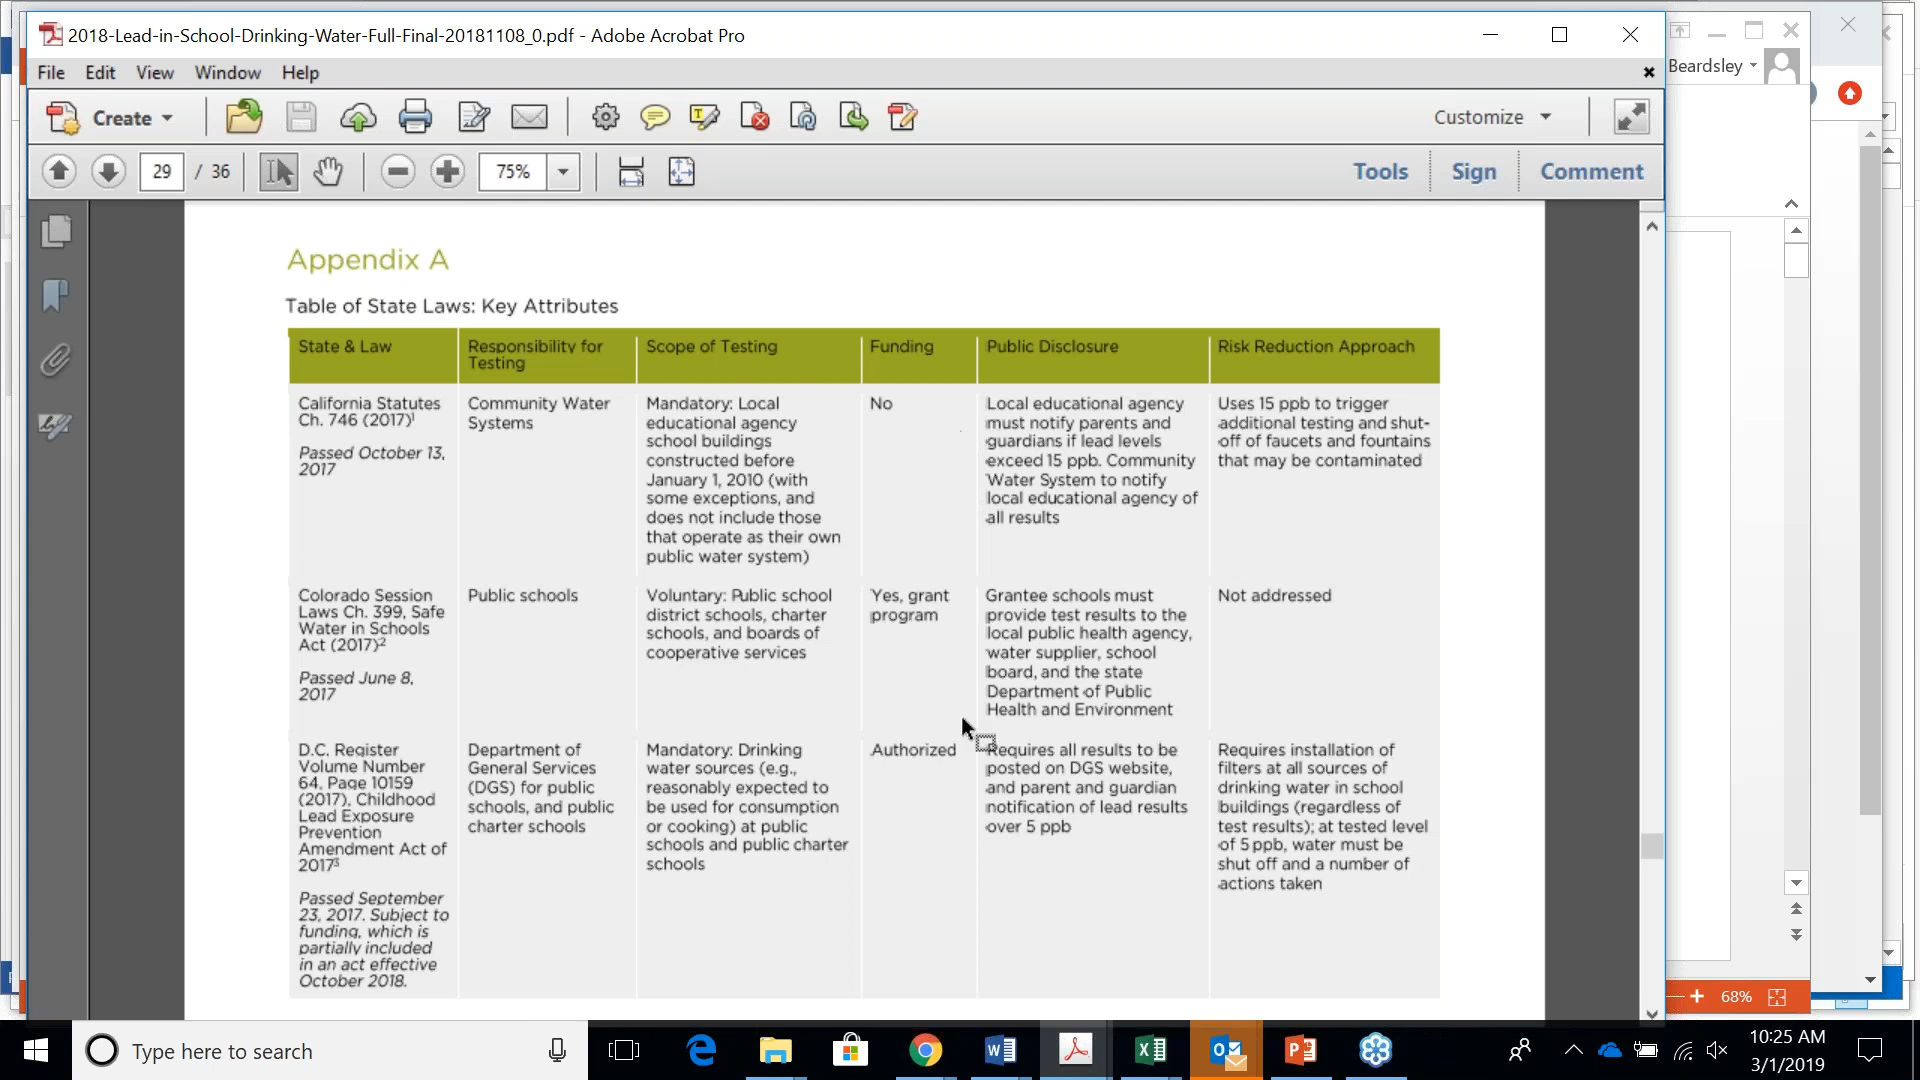 2018-Lead-in-School-Drinking-Water-Full-Final-20181108_0.pdf - Adobe Acrobat Pro
Beardsley
File Edit View Window Help
Create
Customize
29 / 36
75%
Tools Sign Comment
Appendix A
Table of State Laws: Key Attributes
State & Law
Responsibility for
Testing
Scope of Testing
Funding
Public Disclosure
Risk Reduction Approach
California Statutes
Ch. 746 (2017)1
Passed October 13,
2017
Community Water
Systems
Mandatory: Local
educational agency
school buildings
constructed before
January 1, 2010 (with
some exceptions, and
does not include those
that operate as their own
public water system)
No
Local educational agency
must notify parents and
guardians if lead levels
exceed 15 ppb. Community
Water System to notify
local educational agency of
all results
Uses 15 ppb to trigger
additional testing and shut-
off of faucets and fountains
that may be contaminated
Colorado Session
Laws Ch. 399, Safe
Water in Schools
Act (2017)2
Passed June 8,
2017
Public schools
Voluntary: Public school
district schools, charter
schools, and boards of
cooperative services
Yes, grant
program
Grantee schools must
provide test results to the
local public health agency,
water supplier, school
board, and the state
Department of Public
Health and Environment
Not addressed
D.C. Register
Volume Number
64, Page 10159
(2017), Childhood
Lead Exposure
Prevention
Amendment Act of
20173
Passed September
23, 2017. Subject to
funding, which is
partially included
in an act effective
October 2018.
Department of
General Services
(DGS) for public
schools, and public
charter schools
Mandatory: Drinking
water sources (e.g.,
reasonably expected to
be used for consumption
or cooking) at public
schools and public charter
schools
Authorized
Requires all results to be
posted on DGS website,
and parent and guardian
notification of lead results
over 5 ppb
Requires installation of
filters at all sources of
drinking water in school
buildings (regardless of
test results); at tested level
of 5 ppb, water must be
shut off and a number of
actions taken
68%
Type here to search
10:25 AM
3/1/2019